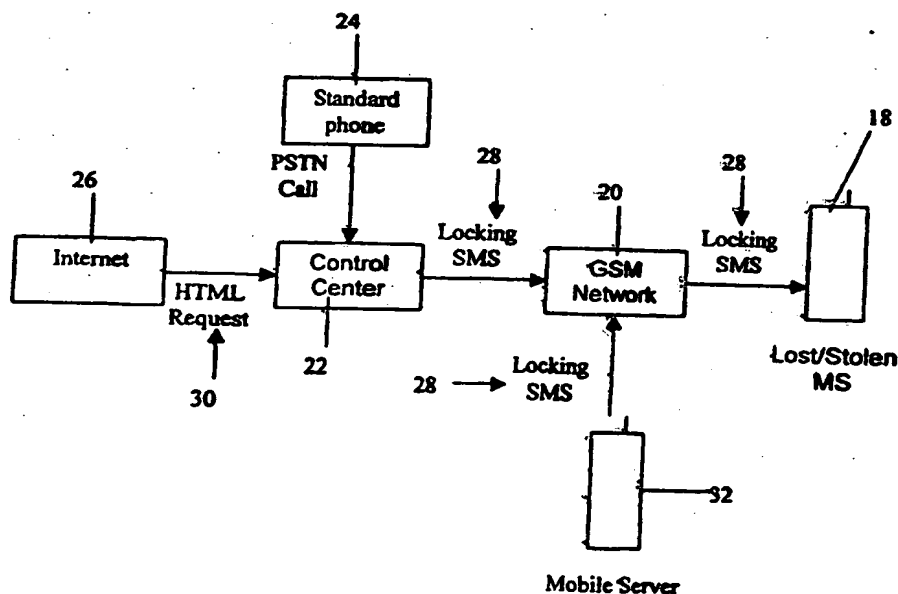 24
Standard
phone
18
PSTN
Call
28
20
28
26
Internet
Locking
SMS
Locking
SMS
Control
Center
GSM
Network
HTML
Request
22
30
28
Locking
SMS
Lost/Stolen
MS
32
Mobile Server